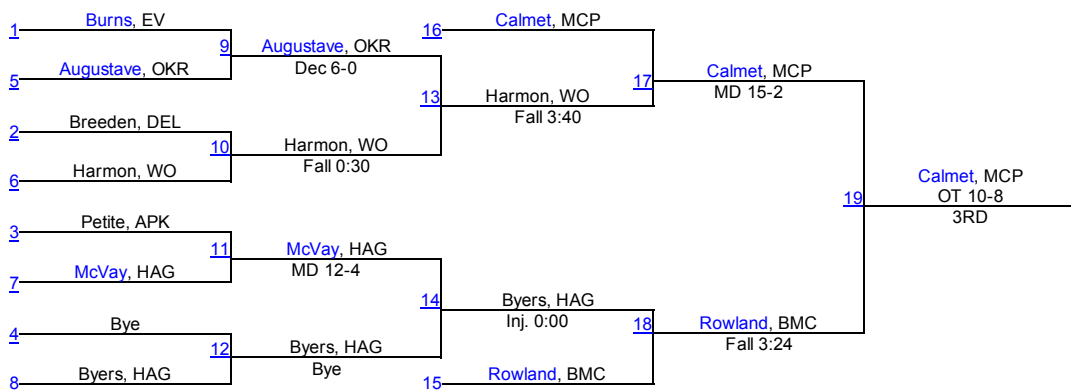 Burns, EV
1
9
Augustave, OKR
Dec 6-0
Augustave, OKR
5
13
Harmon, WO
Fall 3:40
Breeden, DEL
2
10
Harmon, WO
Fall 0:30
Harmon, WO
6
Petite, APK
3
11
McVay, HAG
MD 12-4
McVay, HAG
7
14
Byers, HAG
Inj. 0:00
Bye
4
12
Byers, HAG
Bye
Byers, HAG
8
Calmet, MCP
16
17
Calmet, MCP
MD 15-2
18
Rowland, BMC
Fall 3:24
Rowland, BMC
15
19
Calmet, MCP
OT 10-8
3RD